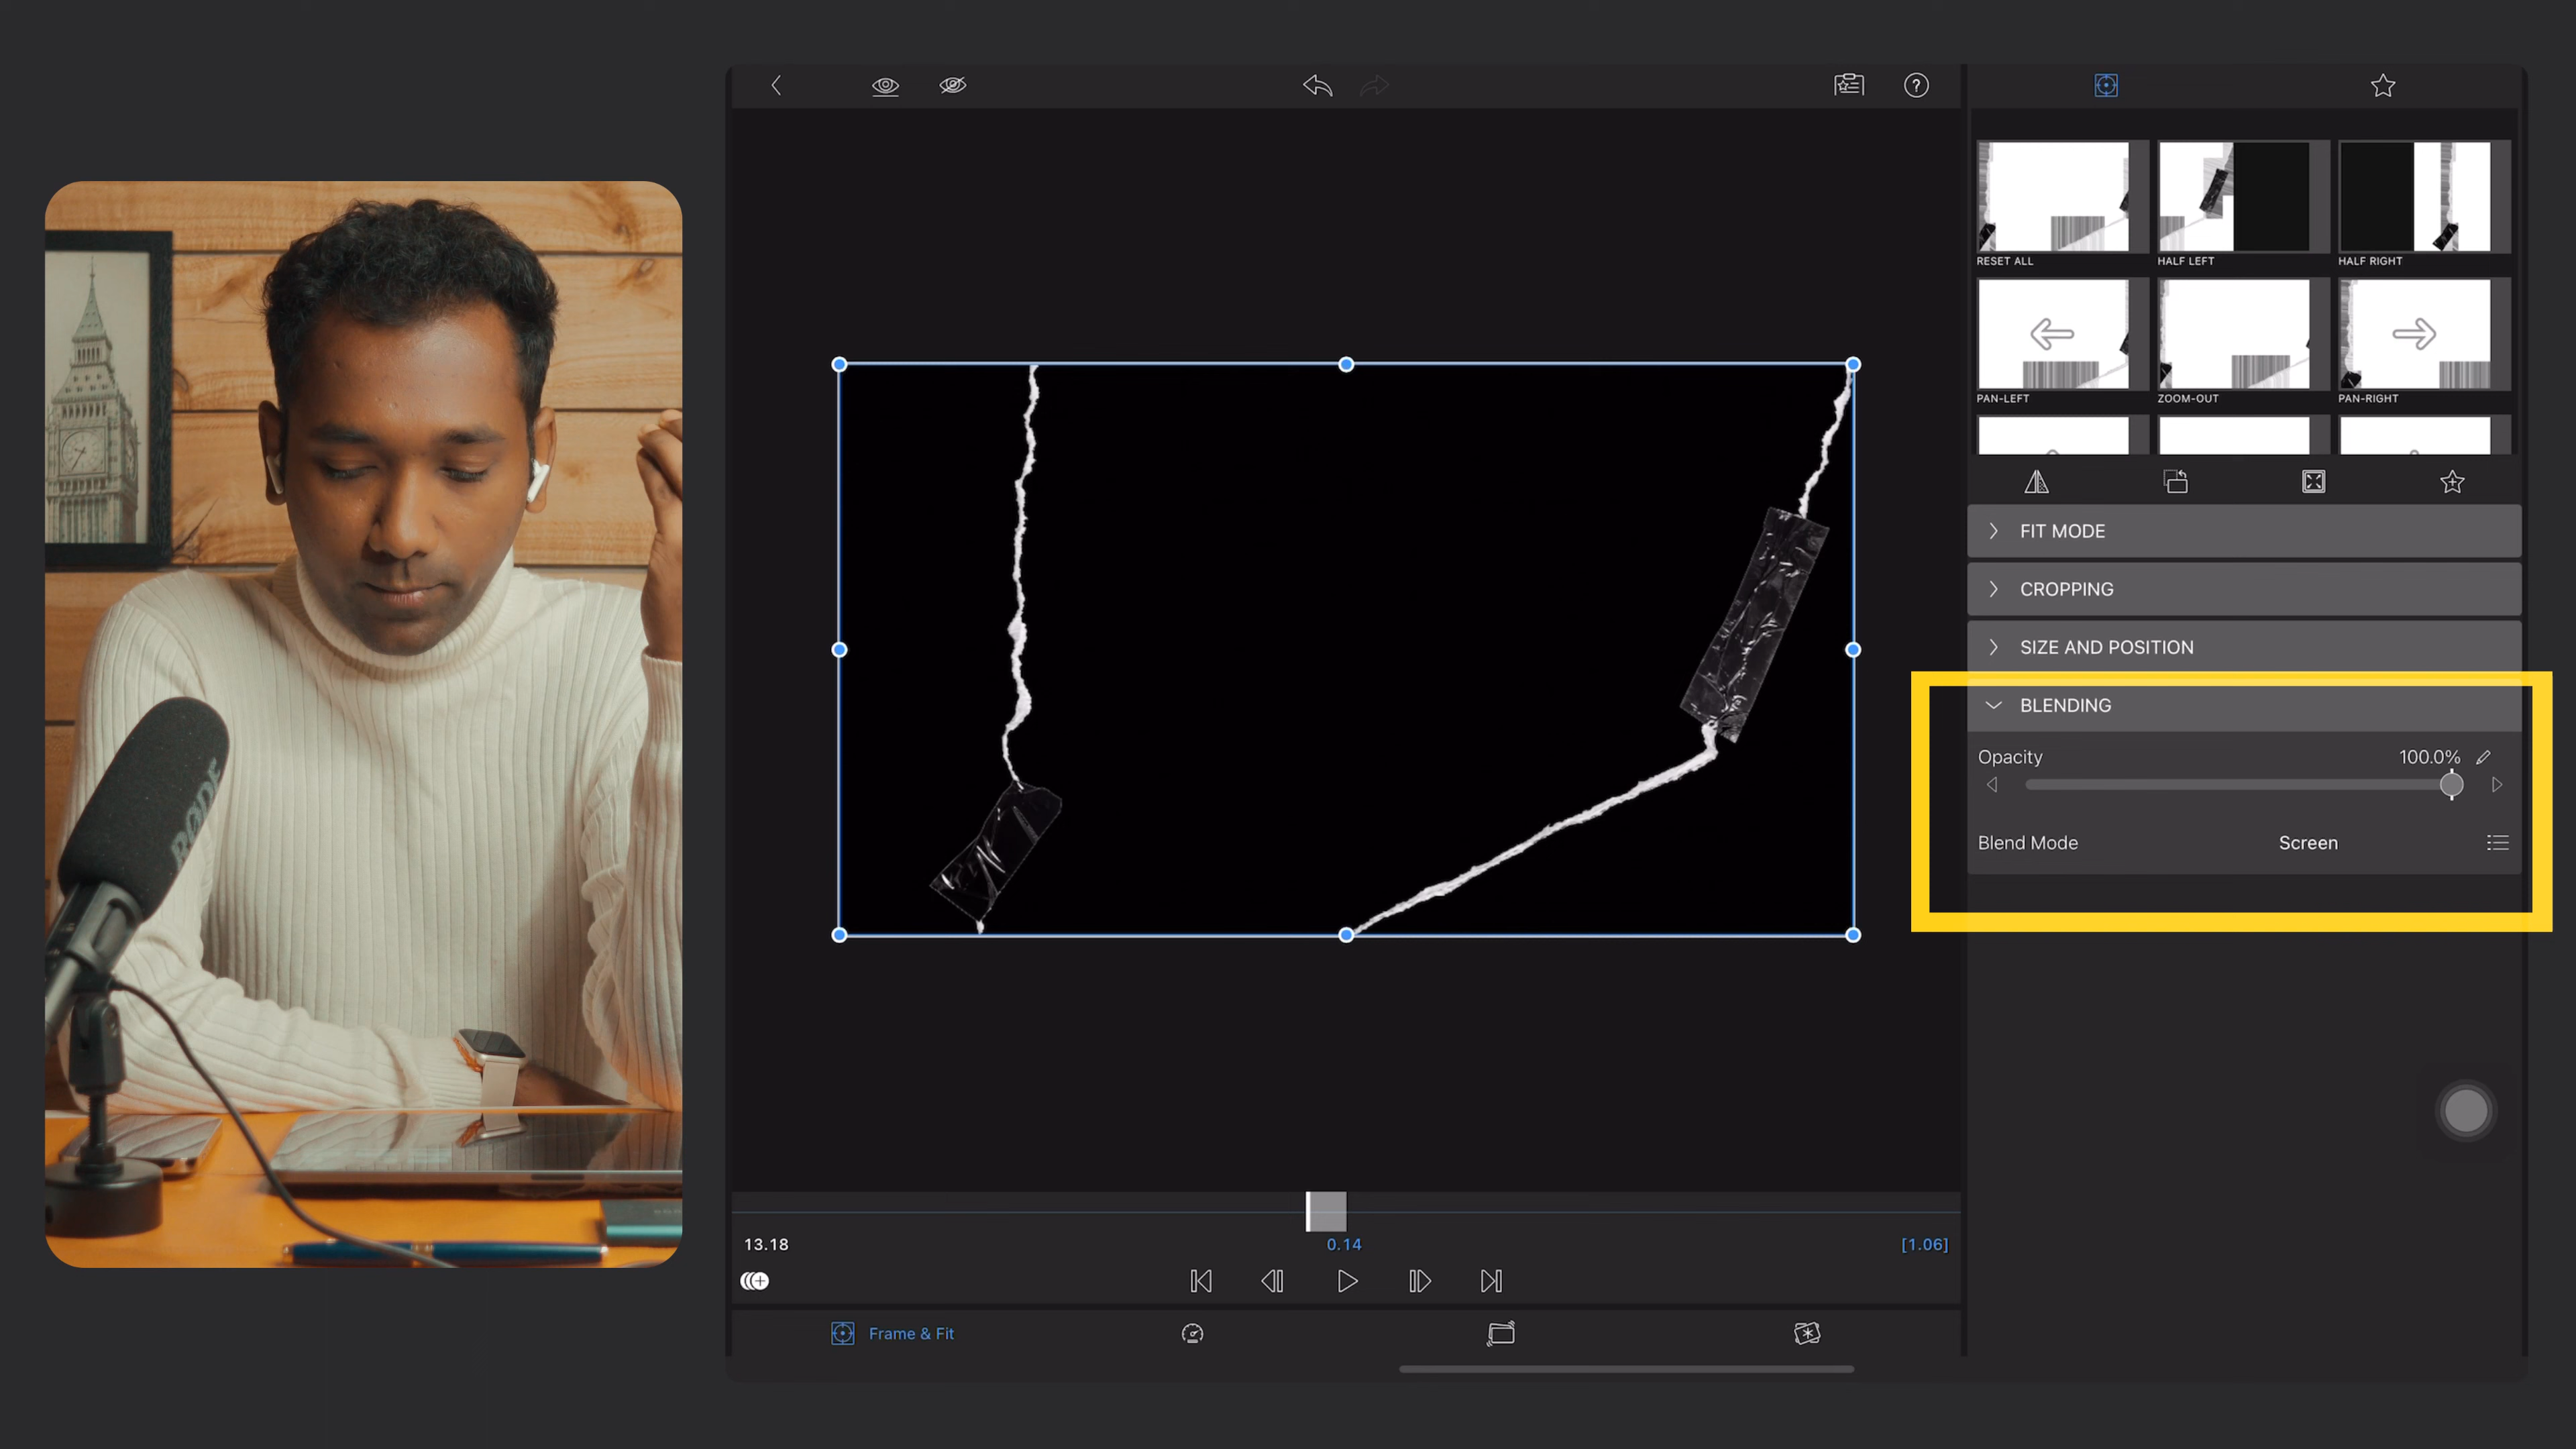 RESET ALL
HALF LEFT
HALF RIGHT
PAN-LEFT
ZOOM-OUT
PAN-RIGHT
FIT MODE
CROPPING
SIZE AND POSITION
BLENDING
Opacity 100.0%
Blend Mode Screen
RODE
13.18 0.14 [1.06]
Frame & Fit